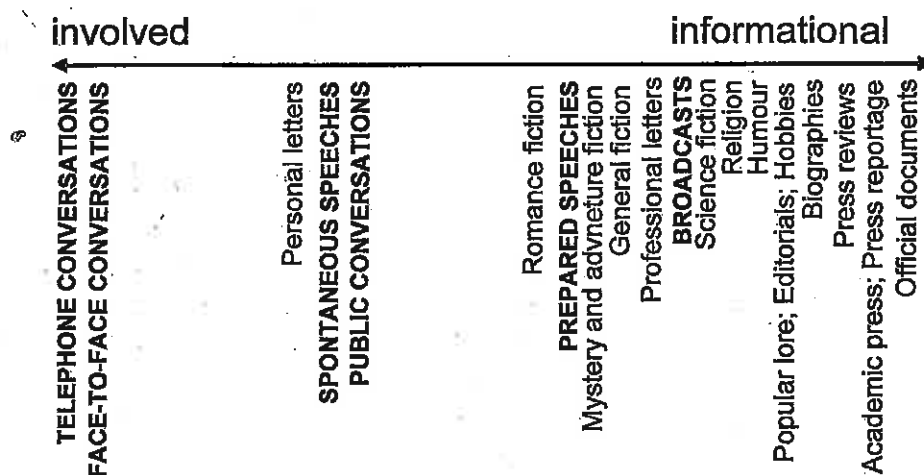 involved
informational
TELEPHONE CONVERSATIONS
FACE-TO-FACE CONVERSATIONS
Personal letters
SPONTANEOUS SPEECHES
PUBLIC CONVERSATIONS
Romance fiction
PREPARED SPEECHES
Mystery and advneture fiction
General fiction
Professional letters
BROADCASTS
Science fiction
Religion
Humour
Popular lore; Editorials; Hobbies
Biographies
Press reviews
Academic press; Press reportage
Official documents